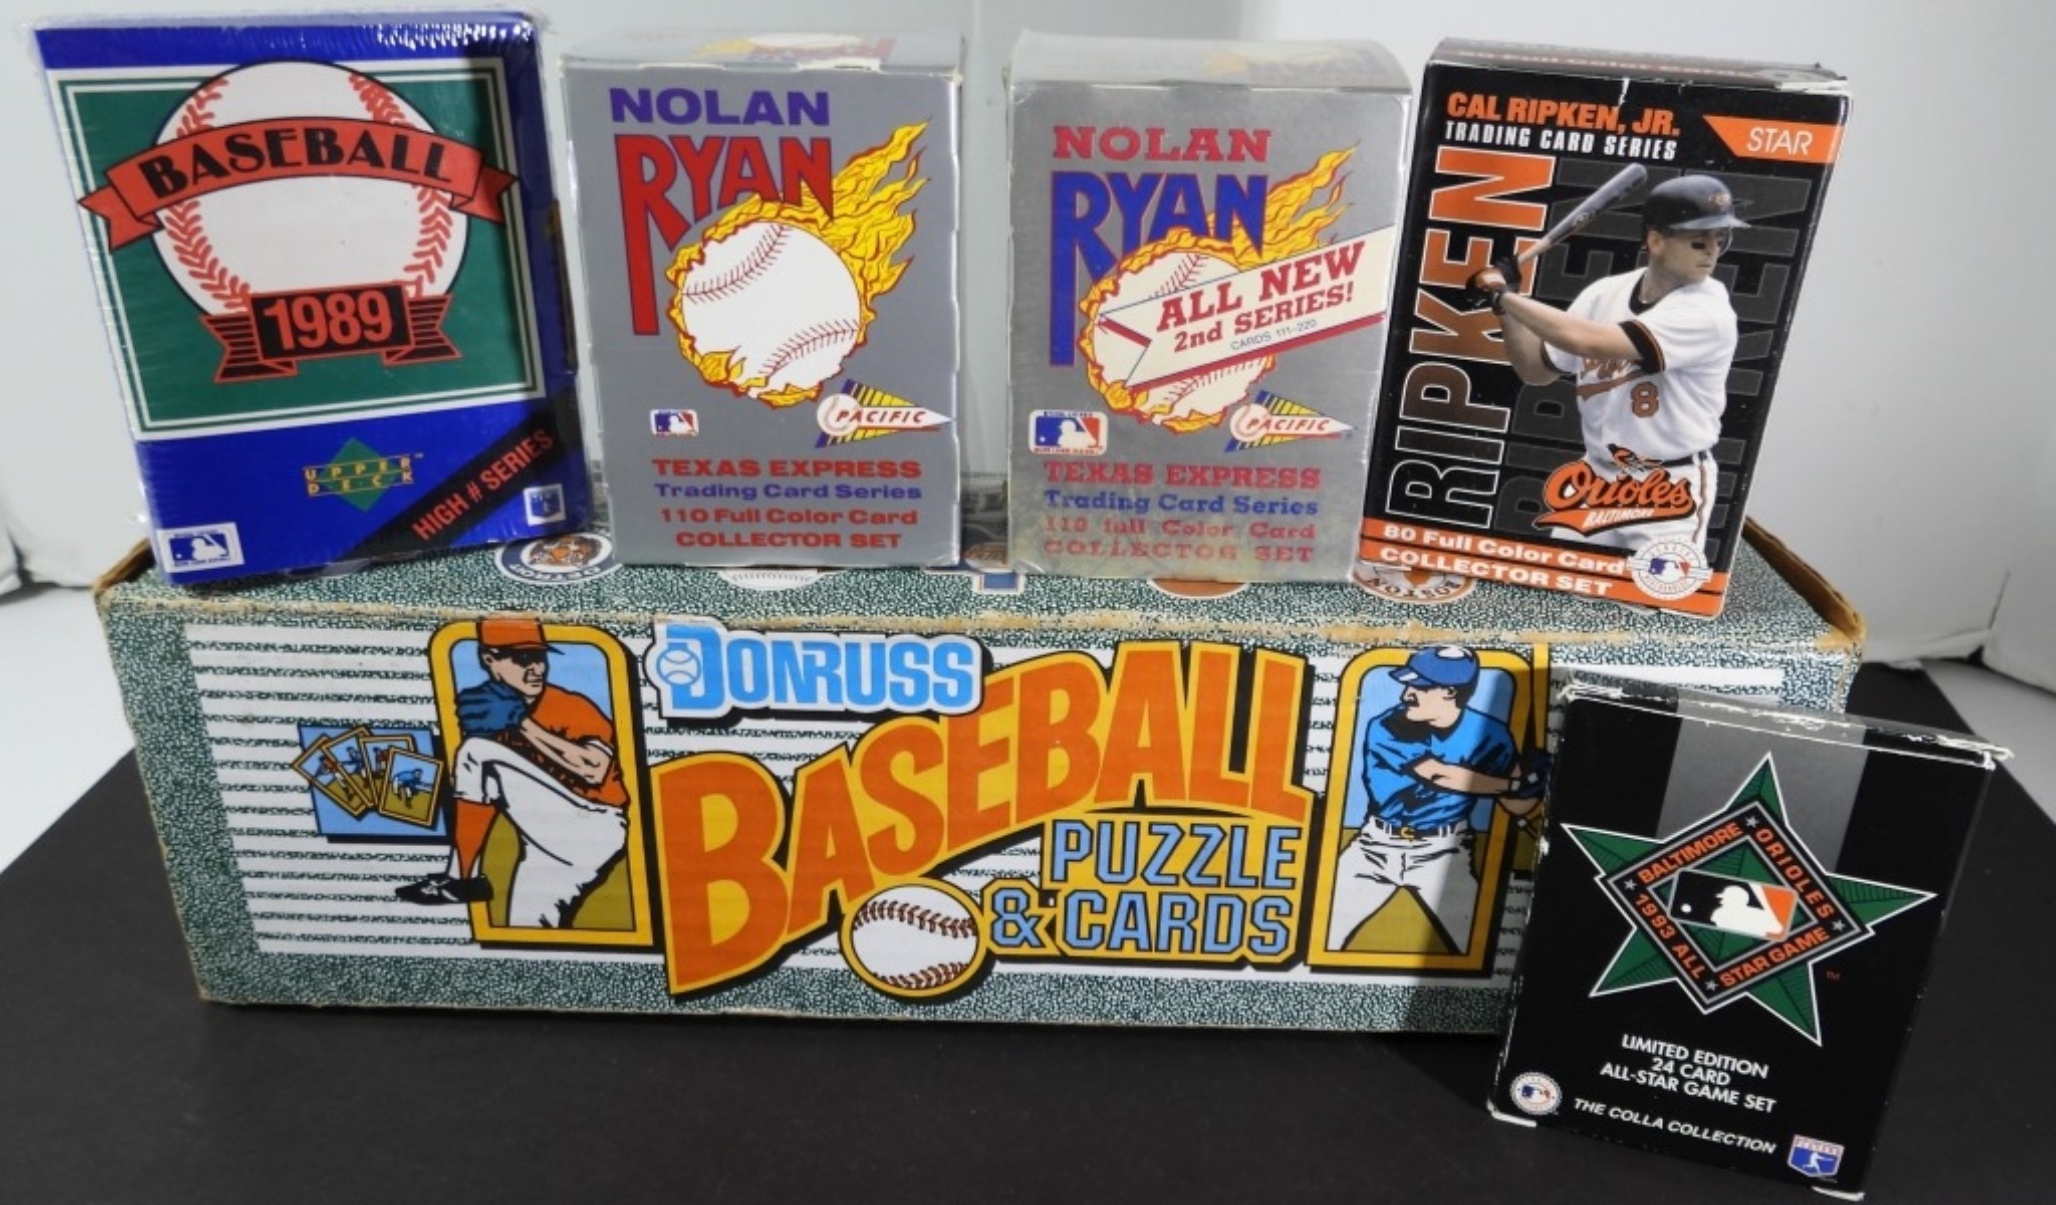 BASEBALL
1989
UPPER
DECK
HIGH # SERIES
NOLAN
RYAN
PACIFIC
TEXAS EXPRESS
Trading Card Series
110 Full Color Card
COLLECTOR SET
NOLAN
RYAN
ALL NEW
2nd SERIES!
CARDS 111-220
PACIFIC
TEXAS EXPRESS
Trading Card Series
110 full Color Card
COLLECTOR SET
CAL RIPKEN, JR.
TRADING CARD SERIES
STAR
RIPKEN
8
Orioles
BALTIMORE
80 Full Color Card
COLLECTOR SET
DONRUSS
BASEBALL
PUZZLE
& CARDS
BALTIMORE ORIOLES
1993 ALL STAR GAME
TM
LIMITED EDITION
24 CARD
ALL-STAR GAME SET
THE COLLA COLLECTION